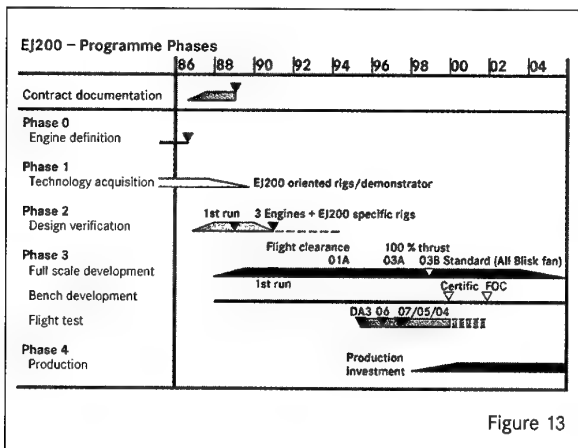 EJ200 – Programme Phases
86 88 90 92 94 96 98 00 02 04
Contract documentation
Phase 0
Engine definition
Phase 1
Technology acquisition EJ200 oriented rigs/demonstrator
Phase 2 1st run 3 Engines + EJ200 specific rigs
Design verification
Phase 3 Flight clearance 100 % thrust
Full scale development 01A 03A 03B Standard (All Blisk fan)
1st run Certific FOC
Bench development
DA3 06 07/05/04
Flight test
Phase 4
Production Production
investment
Figure 13